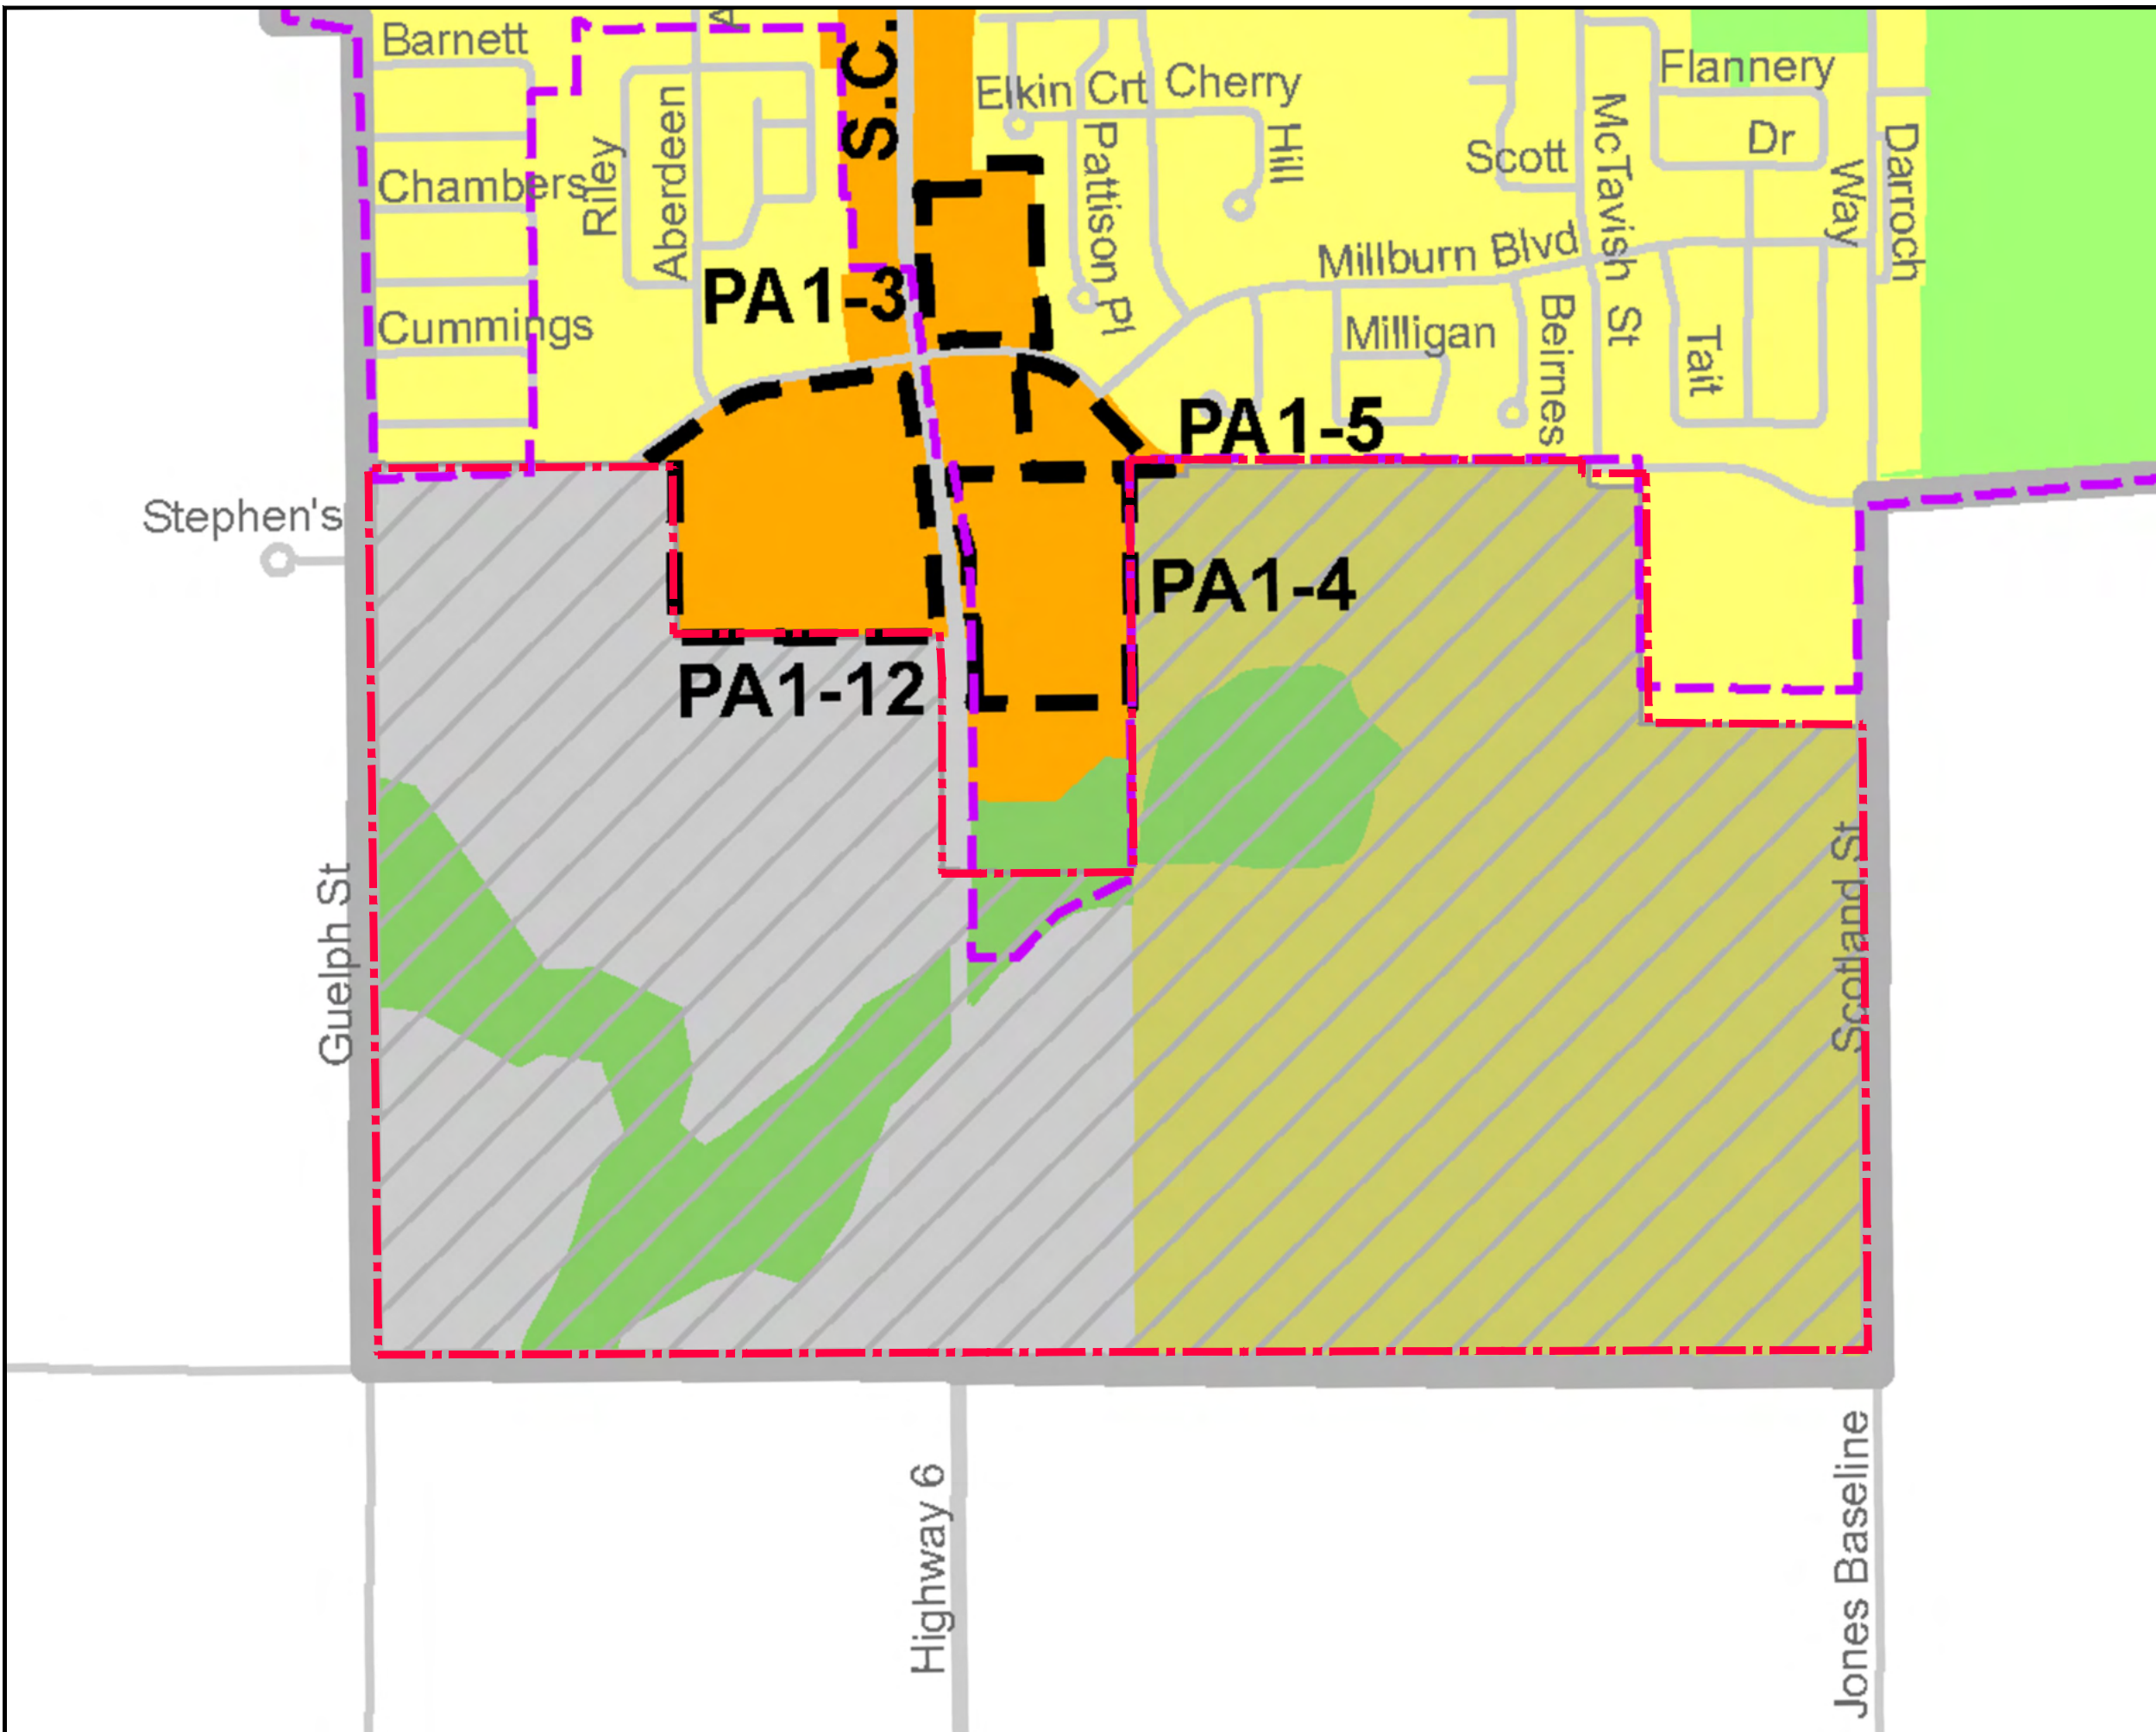 Barnett
S.C.
Elkin Crt
Cherry
Hill
Flannery
Dr
Scott
McTavish St
Way
Darroch
Chambers
Riley
Aberdeen
Pattison Pl
Millburn Blvd
PA1-3
Cummings
Milligan
Beirnes
Tait
PA1-5
Stephen's
PA1-4
PA1-12
Guelph St
Scotland St
Highway 6
Jones Baseline